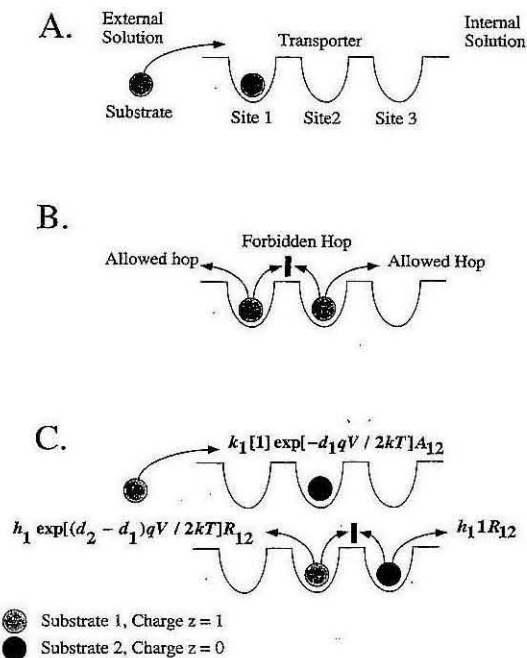 A.
External
Solution
Transporter
Internal
Solution
Substrate
Site 1
Site2
Site 3
B.
Forbidden Hop
Allowed hop
Allowed Hop
C.
k₁[1] exp[-d₁qV / 2kT]A₁₂
h₁ exp[(d₂ - d₁)qV / 2kT]R₁₂
h₁1R₁₂
Substrate 1, Charge z = 1
Substrate 2, Charge z = 0